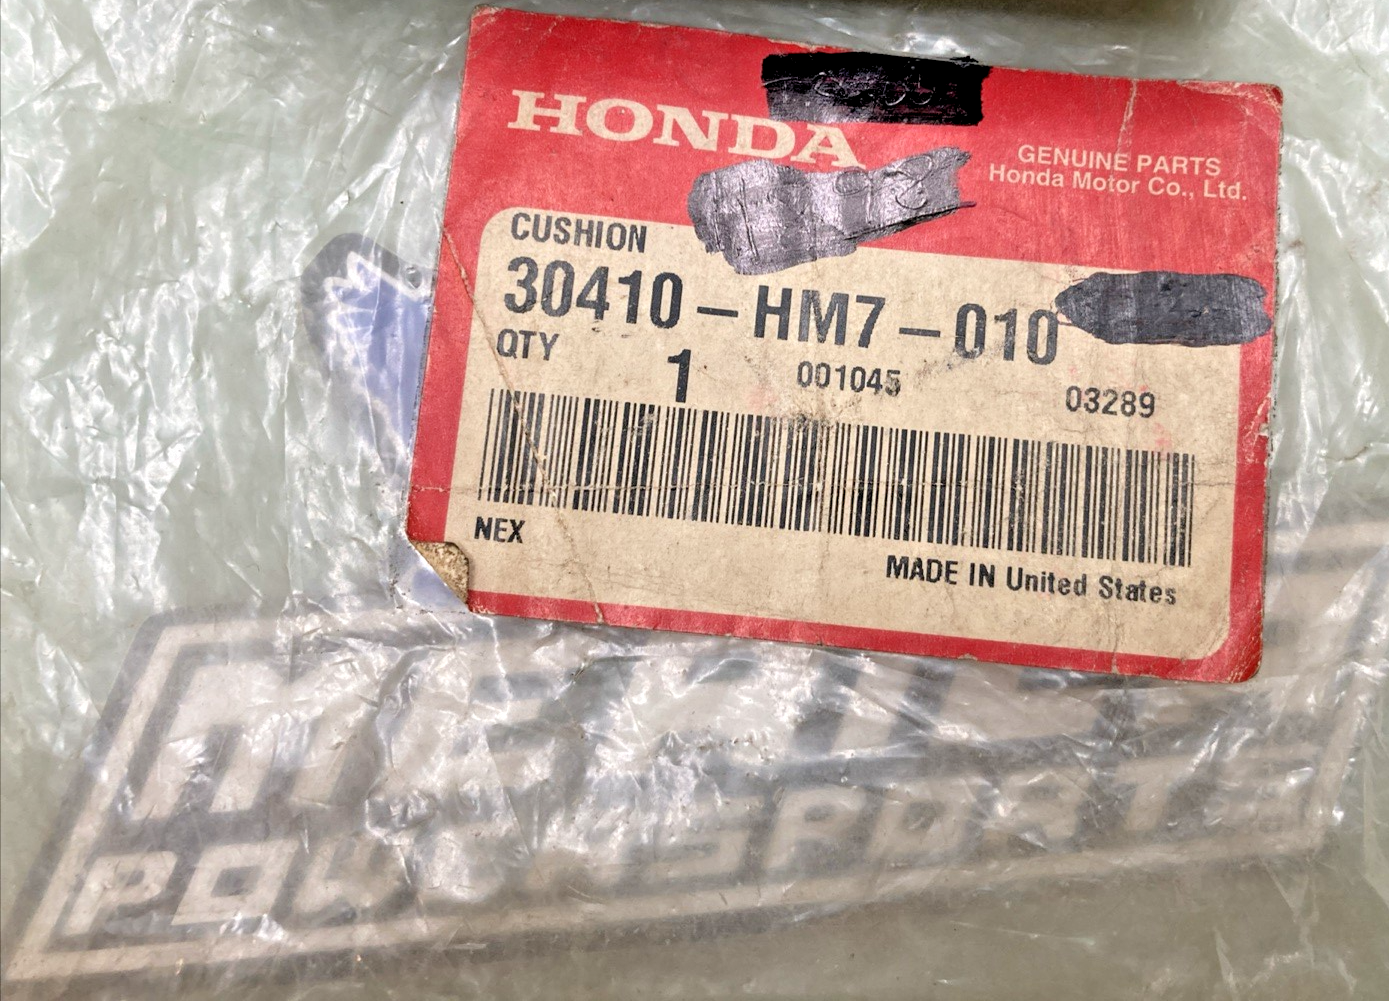 HONDA
GENUINE PARTS
Honda Motor Co., Ltd.
CUSHION
30410-HM7-010
QTY 1 001045 03289
NEX
MADE IN United States
POWERSPORTS